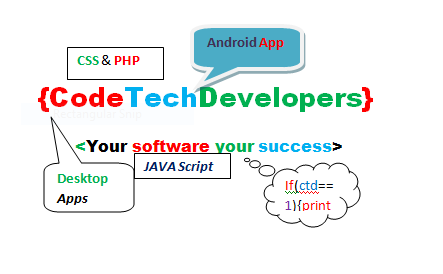 Android App
CSS & PHP
{CodeTechDevelopers}
<Your software your success>
JAVA Script
Desktop
Apps
If(ctd==
1){print